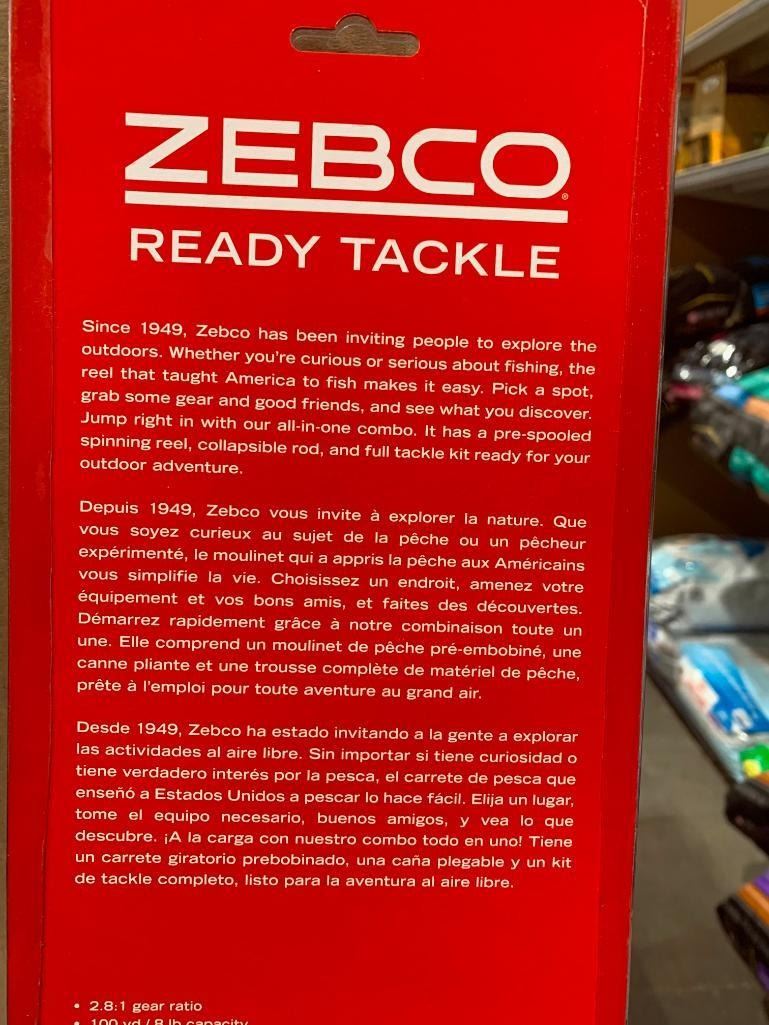 ZEBCO®
READY TACKLE
Since 1949, Zebco has been inviting people to explore the
outdoors. Whether you're curious or serious about fishing, the
reel that taught America to fish makes it easy. Pick a spot,
grab some gear and good friends, and see what you discover.
Jump right in with our all-in-one combo. It has a pre-spooled
spinning reel, collapsible rod, and full tackle kit ready for your
outdoor adventure.
Depuis 1949, Zebco vous invite à explorer la nature. Que
vous soyez curieux au sujet de la pêche ou un pêcheur
expérimenté, le moulinet qui a appris la pêche aux Américains
vous simplifie la vie. Choisissez un endroit, amenez votre
équipement et vos bons amis, et faites des découvertes.
Démarrez rapidement grâce à notre combinaison toute un
une. Elle comprend un moulinet de pêche pré-embobiné, une
canne pliante et une trousse complète de matériel de pêche,
prête à l'emploi pour toute aventure au grand air.
Desde 1949, Zebco ha estado invitando a la gente a explorar
las actividades al aire libre. Sin importar si tiene curiosidad o
tiene verdadero interés por la pesca, el carrete de pesca que
enseñó a Estados Unidos a pescar lo hace fácil. Elija un lugar,
tome el equipo necesario, buenos amigos, y vea lo que
descubre. ¡A la carga con nuestro combo todo en uno! Tiene
un carrete giratorio prebobinado, una caña plegable y un kit
de tackle completo, listo para la aventura al aire libre.
• 2.8:1 gear ratio
• 100 yd / 8 lb capacity